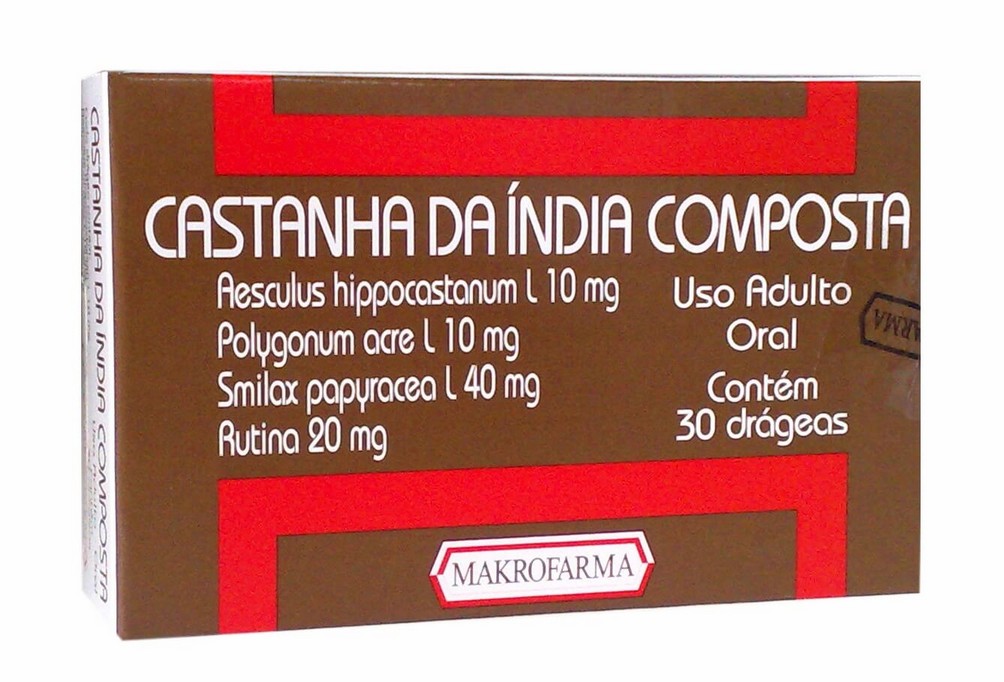 CASTANHA DA ÍNDIA COMPOSTA
Aesculus hippocastanum L 10 mg
Polygonum acre L 10 mg
Smilax papyracea L 40 mg
Rutina 20 mg
Uso Adulto
Oral
Contém
30 drágeas
MAKROFARMA
CASTANHA DA ÍNDIA COMPOSTA